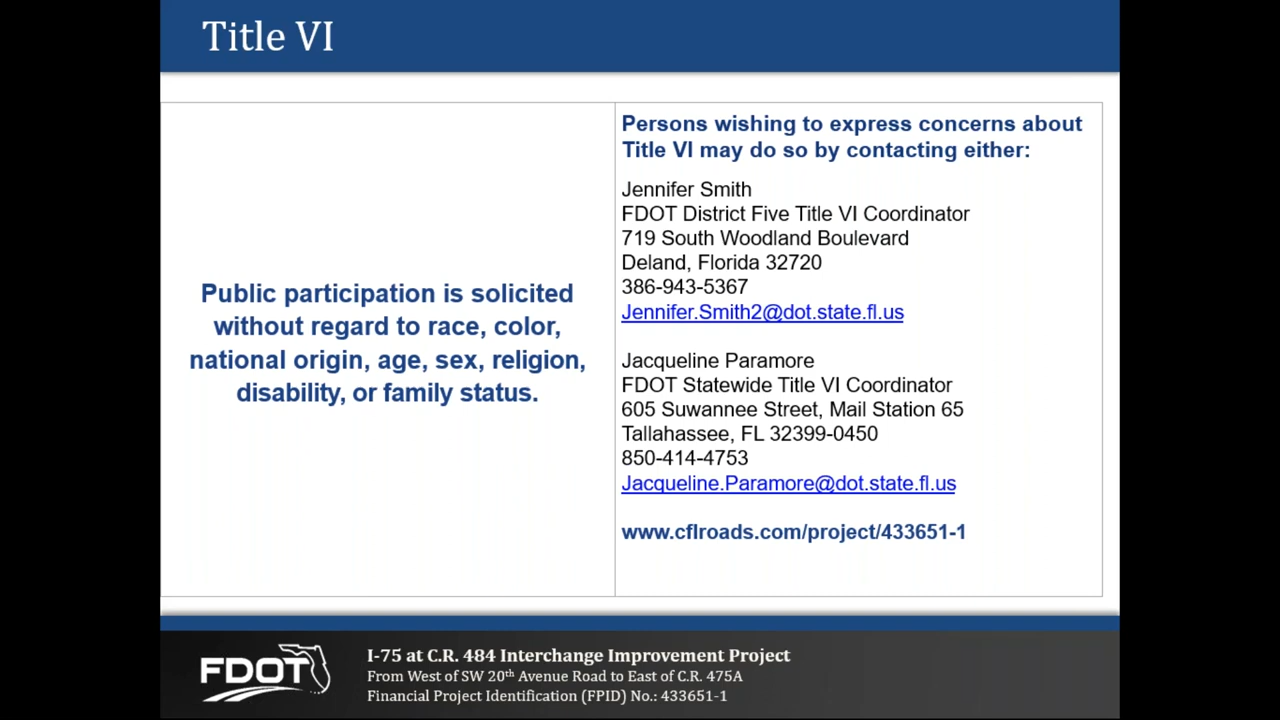 Title VI
Public participation is solicited
without regard to race, color,
national origin, age, sex, religion,
disability, or family status.
Persons wishing to express concerns about
Title VI may do so by contacting either:
Jennifer Smith
FDOT District Five Title VI Coordinator
719 South Woodland Boulevard
Deland, Florida 32720
386-943-5367
Jennifer.Smith2@dot.state.fl.us
Jacqueline Paramore
FDOT Statewide Title VI Coordinator
605 Suwannee Street, Mail Station 65
Tallahassee, FL 32399-0450
850-414-4753
Jacqueline.Paramore@dot.state.fl.us
www.cflroads.com/project/433651-1
FDOT
I-75 at C.R. 484 Interchange Improvement Project
From West of SW 20th Avenue Road to East of C.R. 475A
Financial Project Identification (FPID) No.: 433651-1